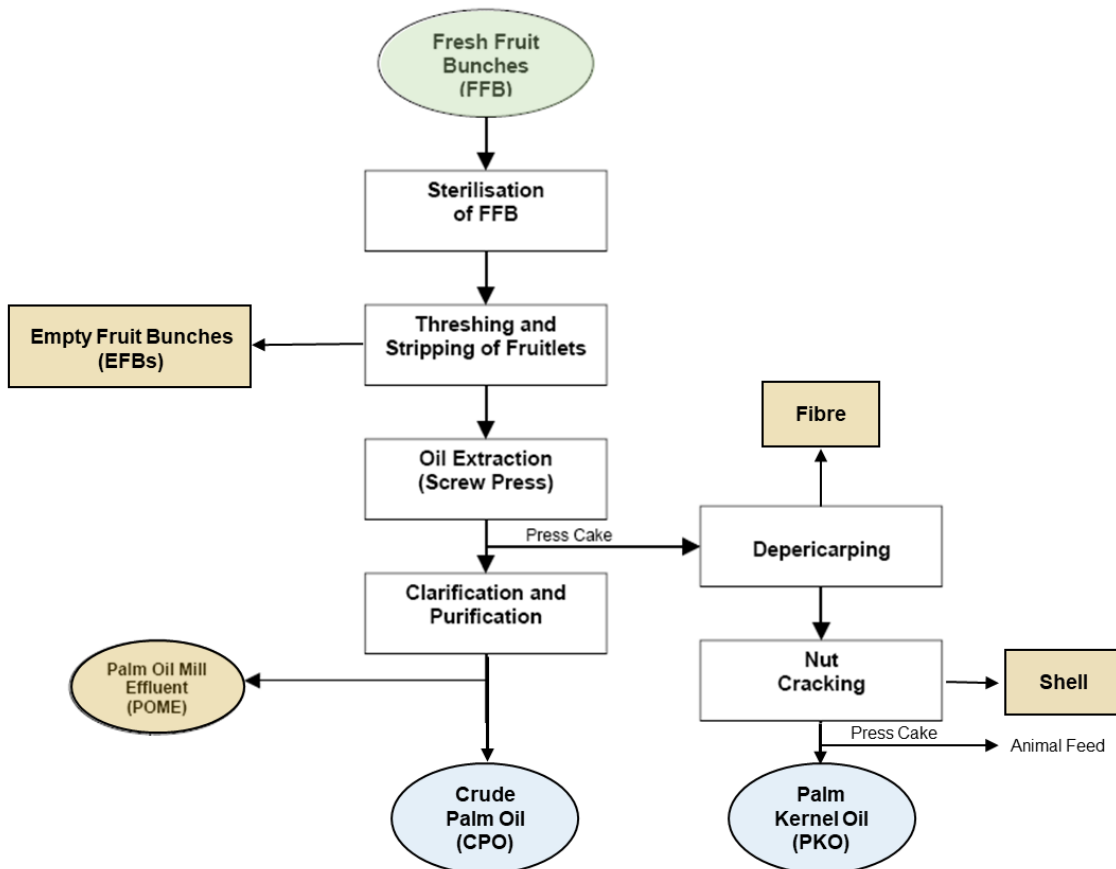 Fresh Fruit
Bunches
(FFB)
Sterilisation
of FFB
Threshing and
Stripping of Fruitlets
Empty Fruit Bunches
(EFBs)
Fibre
Oil Extraction
(Screw Press)
Press Cake
Depericarping
Clarification and
Purification
Palm Oil Mill
Effluent
(POME)
Nut
Cracking
Shell
Press Cake
Animal Feed
Crude
Palm Oil
(CPO)
Palm
Kernel Oil
(PKO)